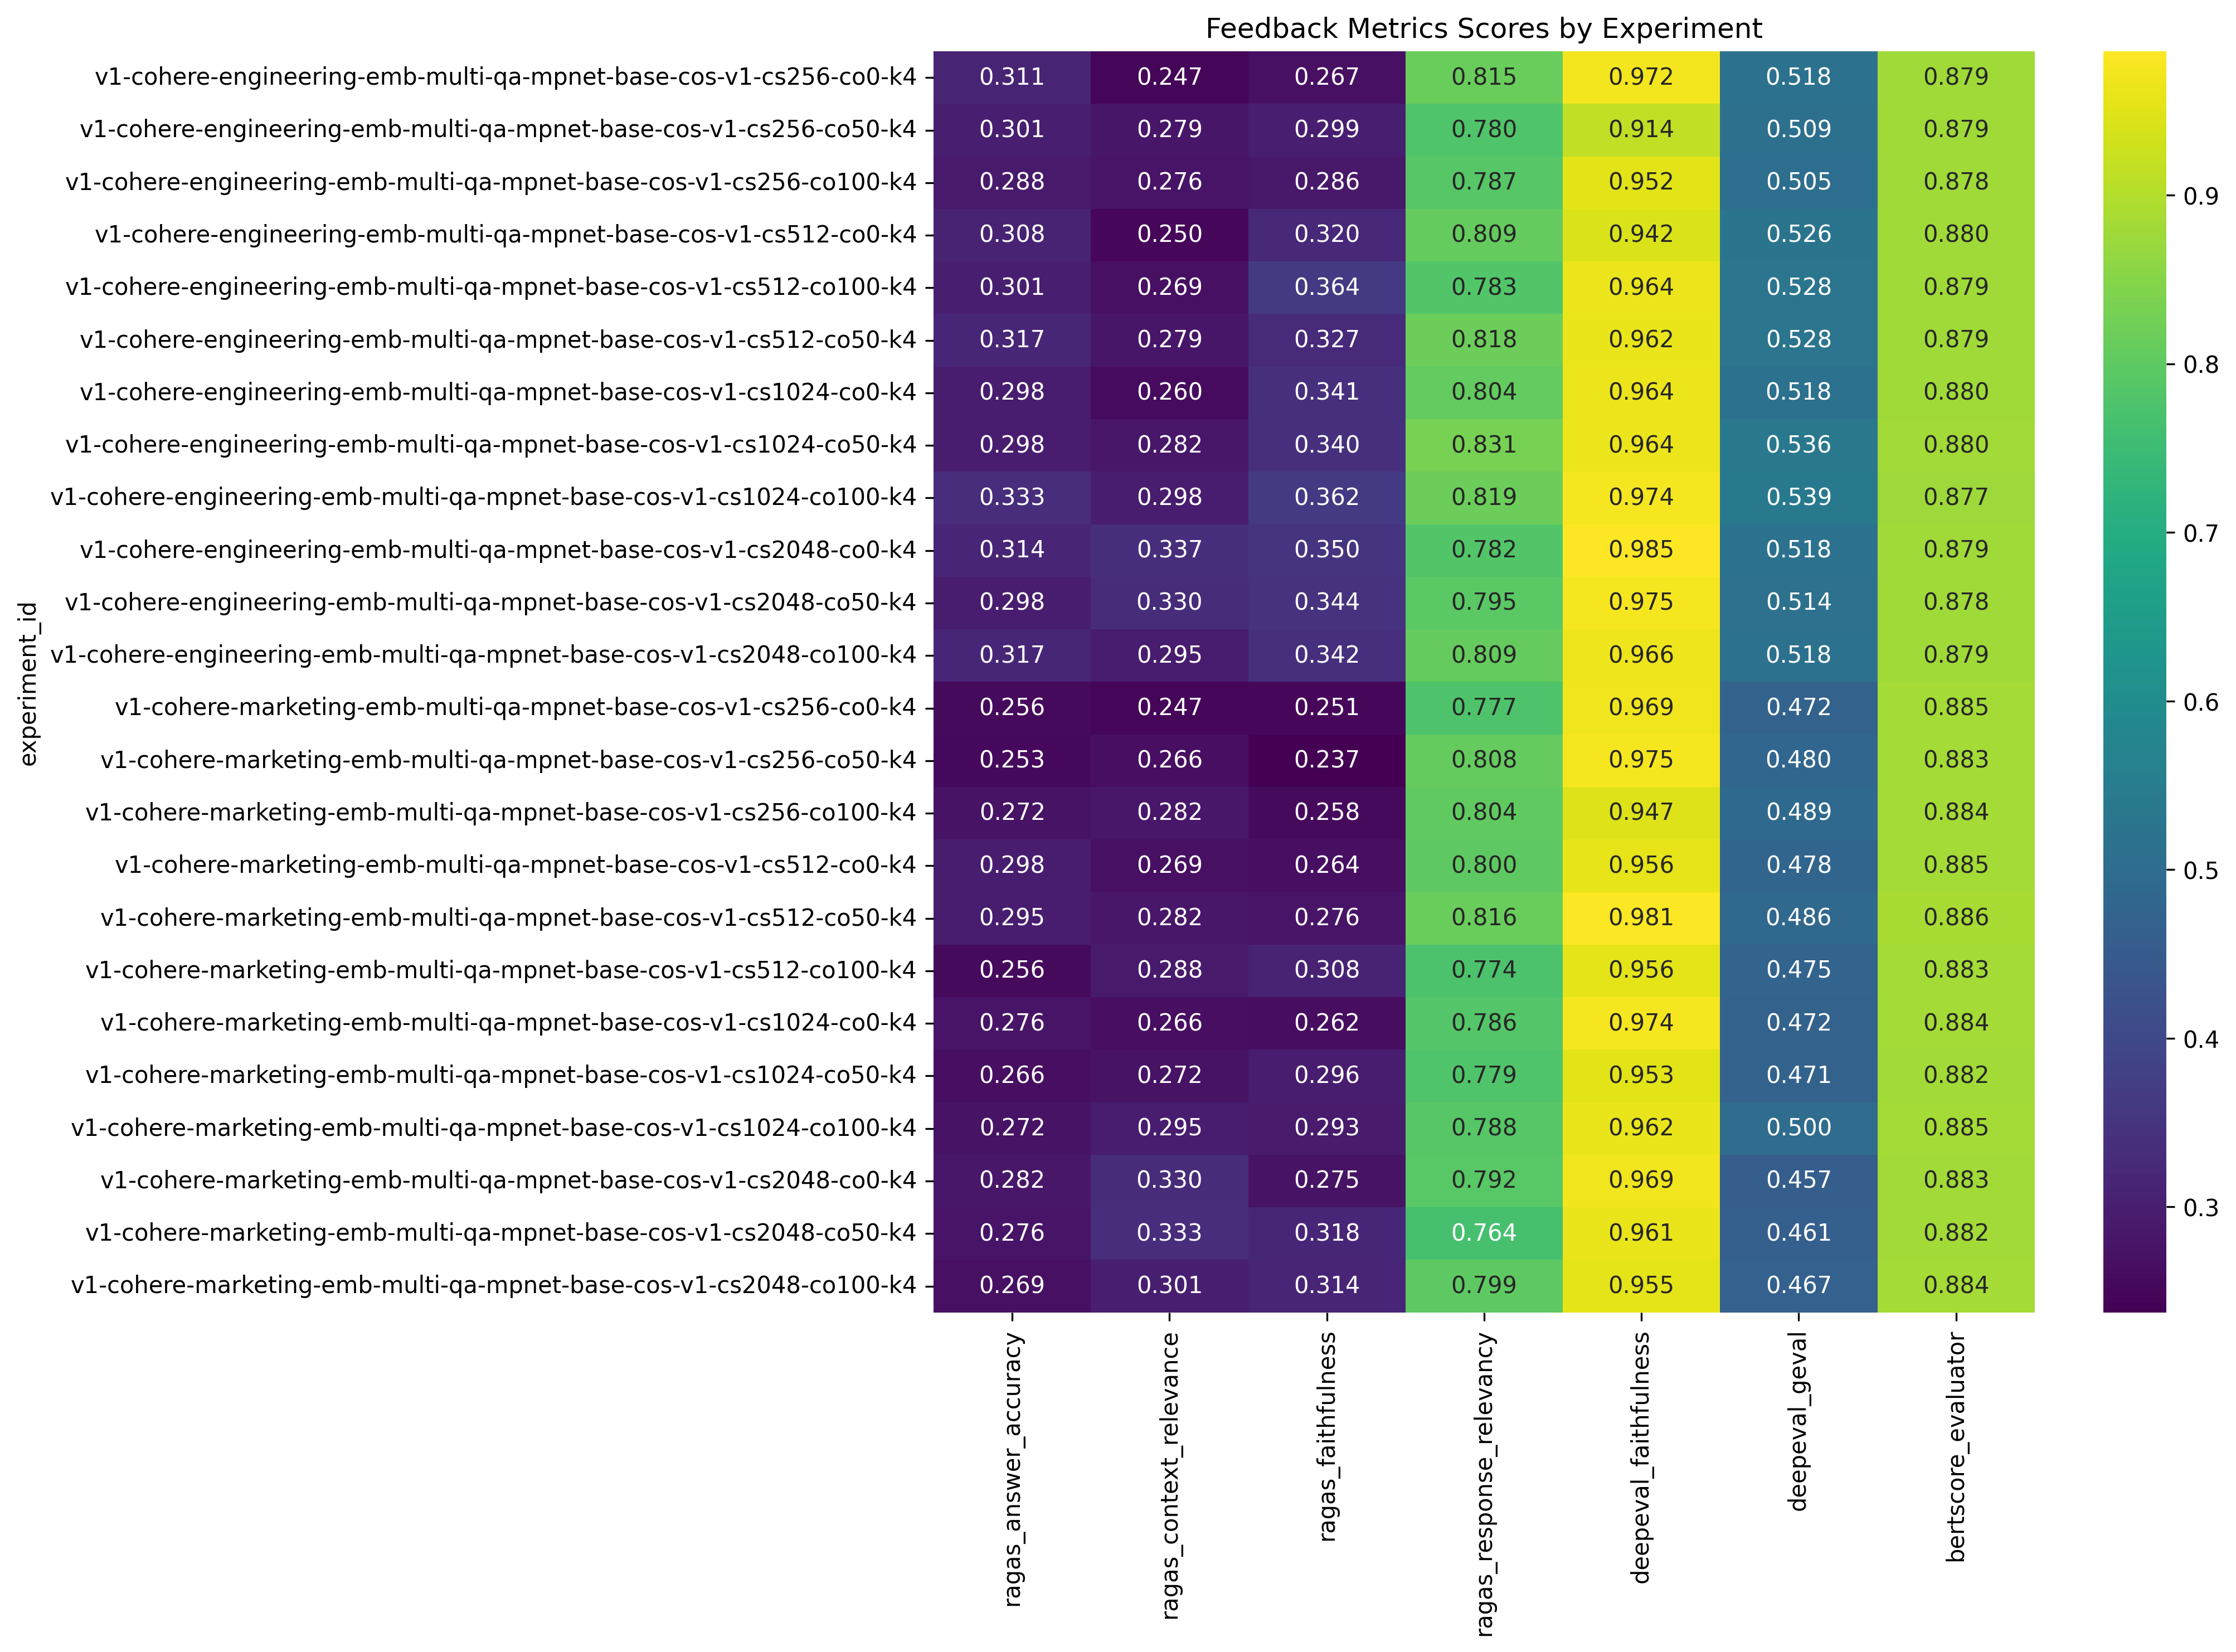 Feedback Metrics Scores by Experiment
experiment_id
v1-cohere-engineering-emb-multi-qa-mpnet-base-cos-v1-cs256-co0-k4 0.311 0.247 0.267 0.815 0.972 0.518 0.879
v1-cohere-engineering-emb-multi-qa-mpnet-base-cos-v1-cs256-co50-k4 0.301 0.279 0.299 0.780 0.914 0.509 0.879
v1-cohere-engineering-emb-multi-qa-mpnet-base-cos-v1-cs256-co100-k4 0.288 0.276 0.286 0.787 0.952 0.505 0.878
v1-cohere-engineering-emb-multi-qa-mpnet-base-cos-v1-cs512-co0-k4 0.308 0.250 0.320 0.809 0.942 0.526 0.880
v1-cohere-engineering-emb-multi-qa-mpnet-base-cos-v1-cs512-co100-k4 0.301 0.269 0.364 0.783 0.964 0.528 0.879
v1-cohere-engineering-emb-multi-qa-mpnet-base-cos-v1-cs512-co50-k4 0.317 0.279 0.327 0.818 0.962 0.528 0.879
v1-cohere-engineering-emb-multi-qa-mpnet-base-cos-v1-cs1024-co0-k4 0.298 0.260 0.341 0.804 0.964 0.518 0.880
v1-cohere-engineering-emb-multi-qa-mpnet-base-cos-v1-cs1024-co50-k4 0.298 0.282 0.340 0.831 0.964 0.536 0.880
v1-cohere-engineering-emb-multi-qa-mpnet-base-cos-v1-cs1024-co100-k4 0.333 0.298 0.362 0.819 0.974 0.539 0.877
v1-cohere-engineering-emb-multi-qa-mpnet-base-cos-v1-cs2048-co0-k4 0.314 0.337 0.350 0.782 0.985 0.518 0.879
v1-cohere-engineering-emb-multi-qa-mpnet-base-cos-v1-cs2048-co50-k4 0.298 0.330 0.344 0.795 0.975 0.514 0.878
v1-cohere-engineering-emb-multi-qa-mpnet-base-cos-v1-cs2048-co100-k4 0.317 0.295 0.342 0.809 0.966 0.518 0.879
v1-cohere-marketing-emb-multi-qa-mpnet-base-cos-v1-cs256-co0-k4 0.256 0.247 0.251 0.777 0.969 0.472 0.885
v1-cohere-marketing-emb-multi-qa-mpnet-base-cos-v1-cs256-co50-k4 0.253 0.266 0.237 0.808 0.975 0.480 0.883
v1-cohere-marketing-emb-multi-qa-mpnet-base-cos-v1-cs256-co100-k4 0.272 0.282 0.258 0.804 0.947 0.489 0.884
v1-cohere-marketing-emb-multi-qa-mpnet-base-cos-v1-cs512-co0-k4 0.298 0.269 0.264 0.800 0.956 0.478 0.885
v1-cohere-marketing-emb-multi-qa-mpnet-base-cos-v1-cs512-co50-k4 0.295 0.282 0.276 0.816 0.981 0.486 0.886
v1-cohere-marketing-emb-multi-qa-mpnet-base-cos-v1-cs512-co100-k4 0.256 0.288 0.308 0.774 0.956 0.475 0.883
v1-cohere-marketing-emb-multi-qa-mpnet-base-cos-v1-cs1024-co0-k4 0.276 0.266 0.262 0.786 0.974 0.472 0.884
v1-cohere-marketing-emb-multi-qa-mpnet-base-cos-v1-cs1024-co50-k4 0.266 0.272 0.296 0.779 0.953 0.471 0.882
v1-cohere-marketing-emb-multi-qa-mpnet-base-cos-v1-cs1024-co100-k4 0.272 0.295 0.293 0.788 0.962 0.500 0.885
v1-cohere-marketing-emb-multi-qa-mpnet-base-cos-v1-cs2048-co0-k4 0.282 0.330 0.275 0.792 0.969 0.457 0.883
v1-cohere-marketing-emb-multi-qa-mpnet-base-cos-v1-cs2048-co50-k4 0.276 0.333 0.318 0.764 0.961 0.461 0.882
v1-cohere-marketing-emb-multi-qa-mpnet-base-cos-v1-cs2048-co100-k4 0.269 0.301 0.314 0.799 0.955 0.467 0.884
ragas_answer_accuracy
ragas_context_relevance
ragas_faithfulness
ragas_response_relevancy
deepeval_faithfulness
deepeval_geval
bertscore_evaluator
0.9
0.8
0.7
0.6
0.5
0.4
0.3